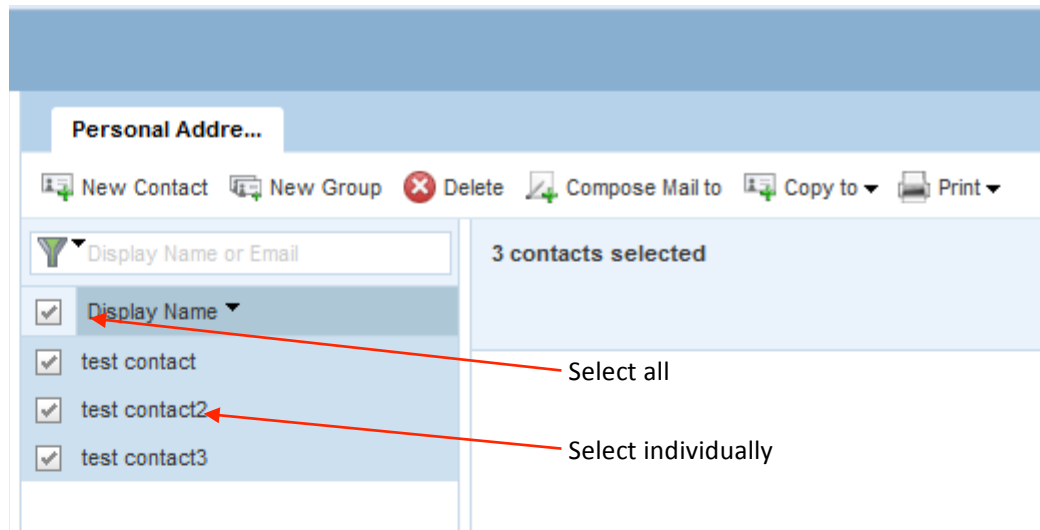 Personal Addre...
New Contact New Group Delete Compose Mail to Copy to Print
Display Name or Email
3 contacts selected
Display Name
test contact
Select all
test contact2
Select individually
test contact3